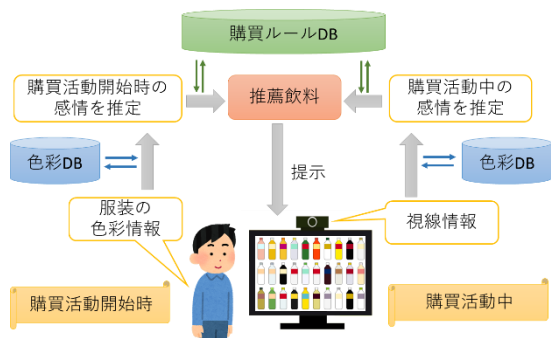 購買ルールDB
購買活動開始時の
感情を推定
推薦飲料
購買活動中の
感情を推定
色彩DB
提示
色彩DB
服装の
色彩情報
視線情報
購買活動開始時
購買活動中